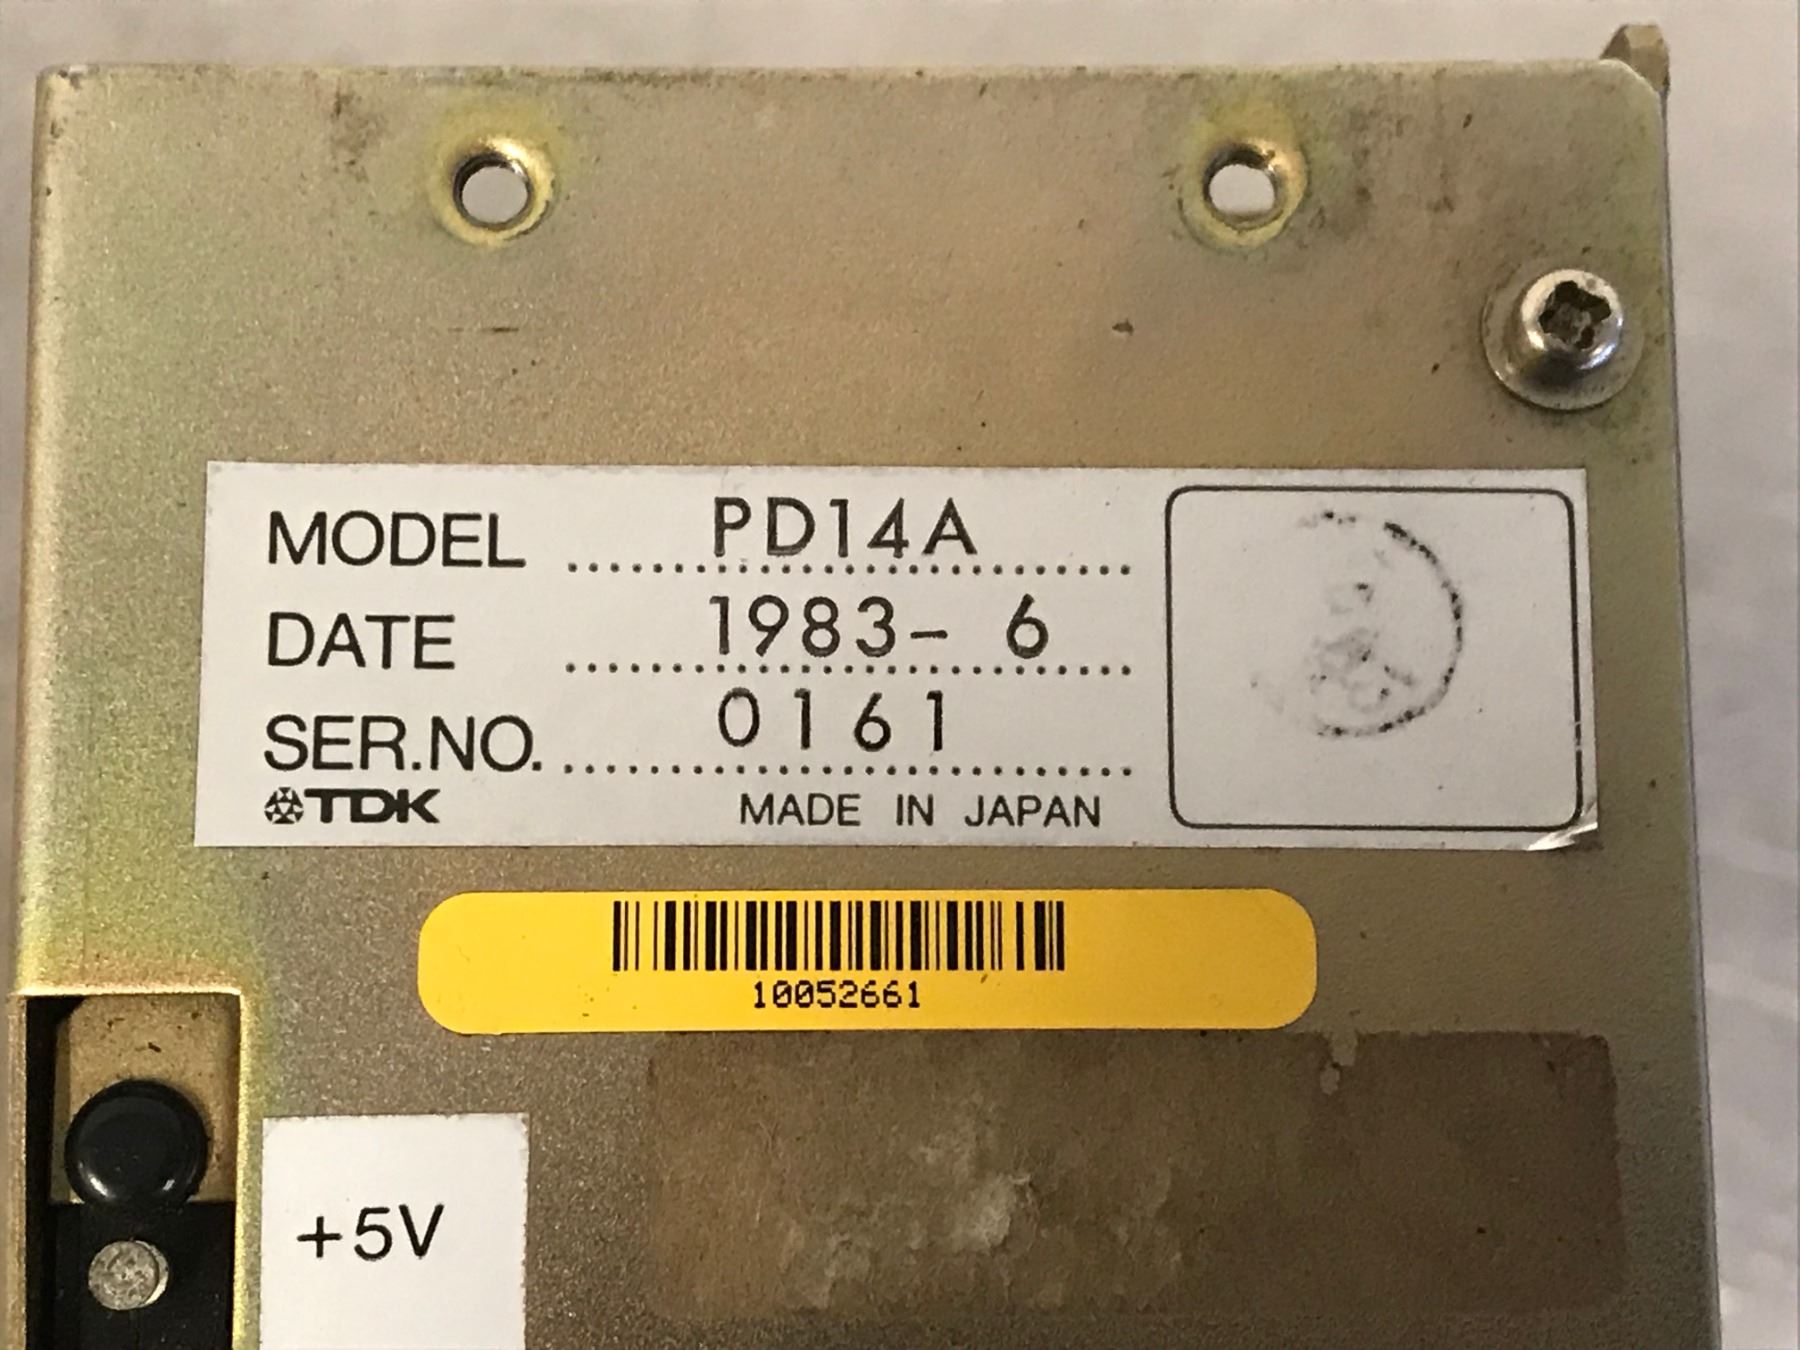 MODEL PD14A
DATE 1983- 6
SER.NO. 0161
TDK MADE IN JAPAN
10052661
+5V